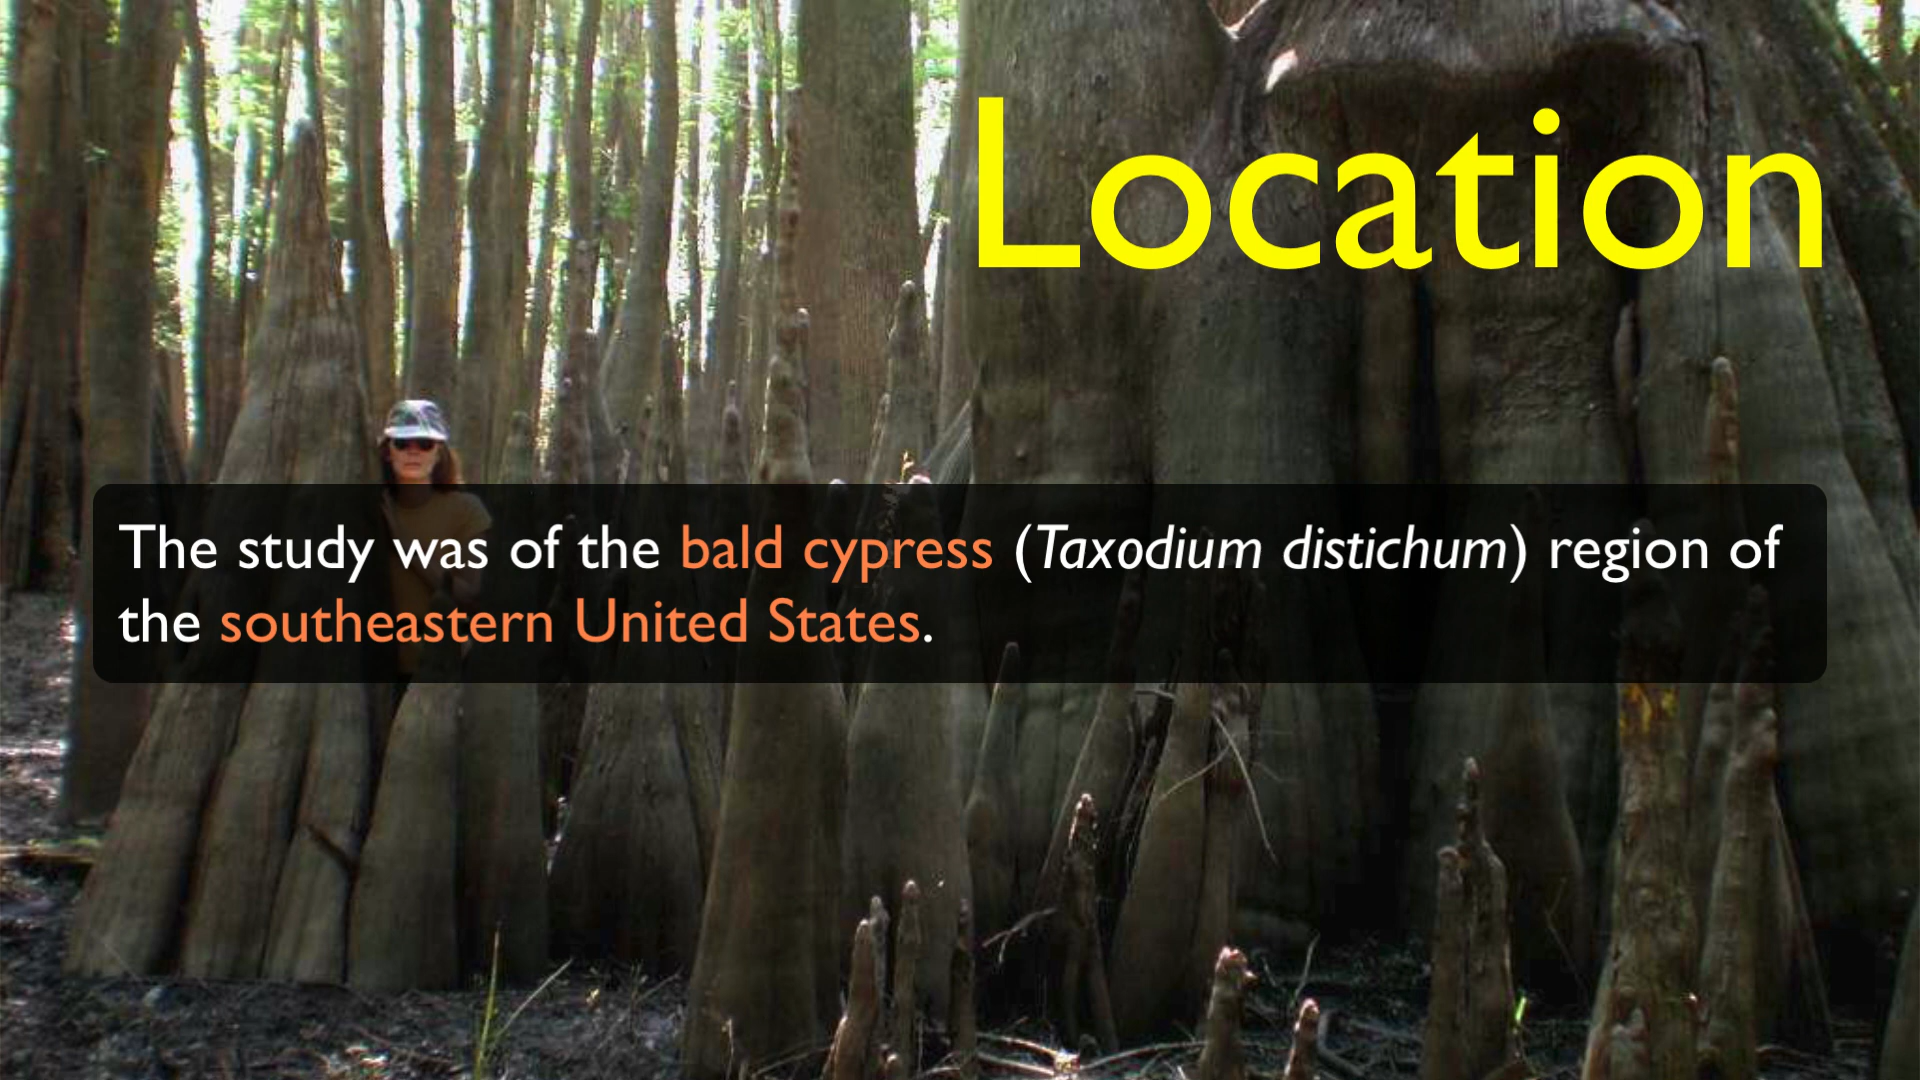 Location
The study was of the bald cypress (Taxodium distichum) region of
the southeastern United States.